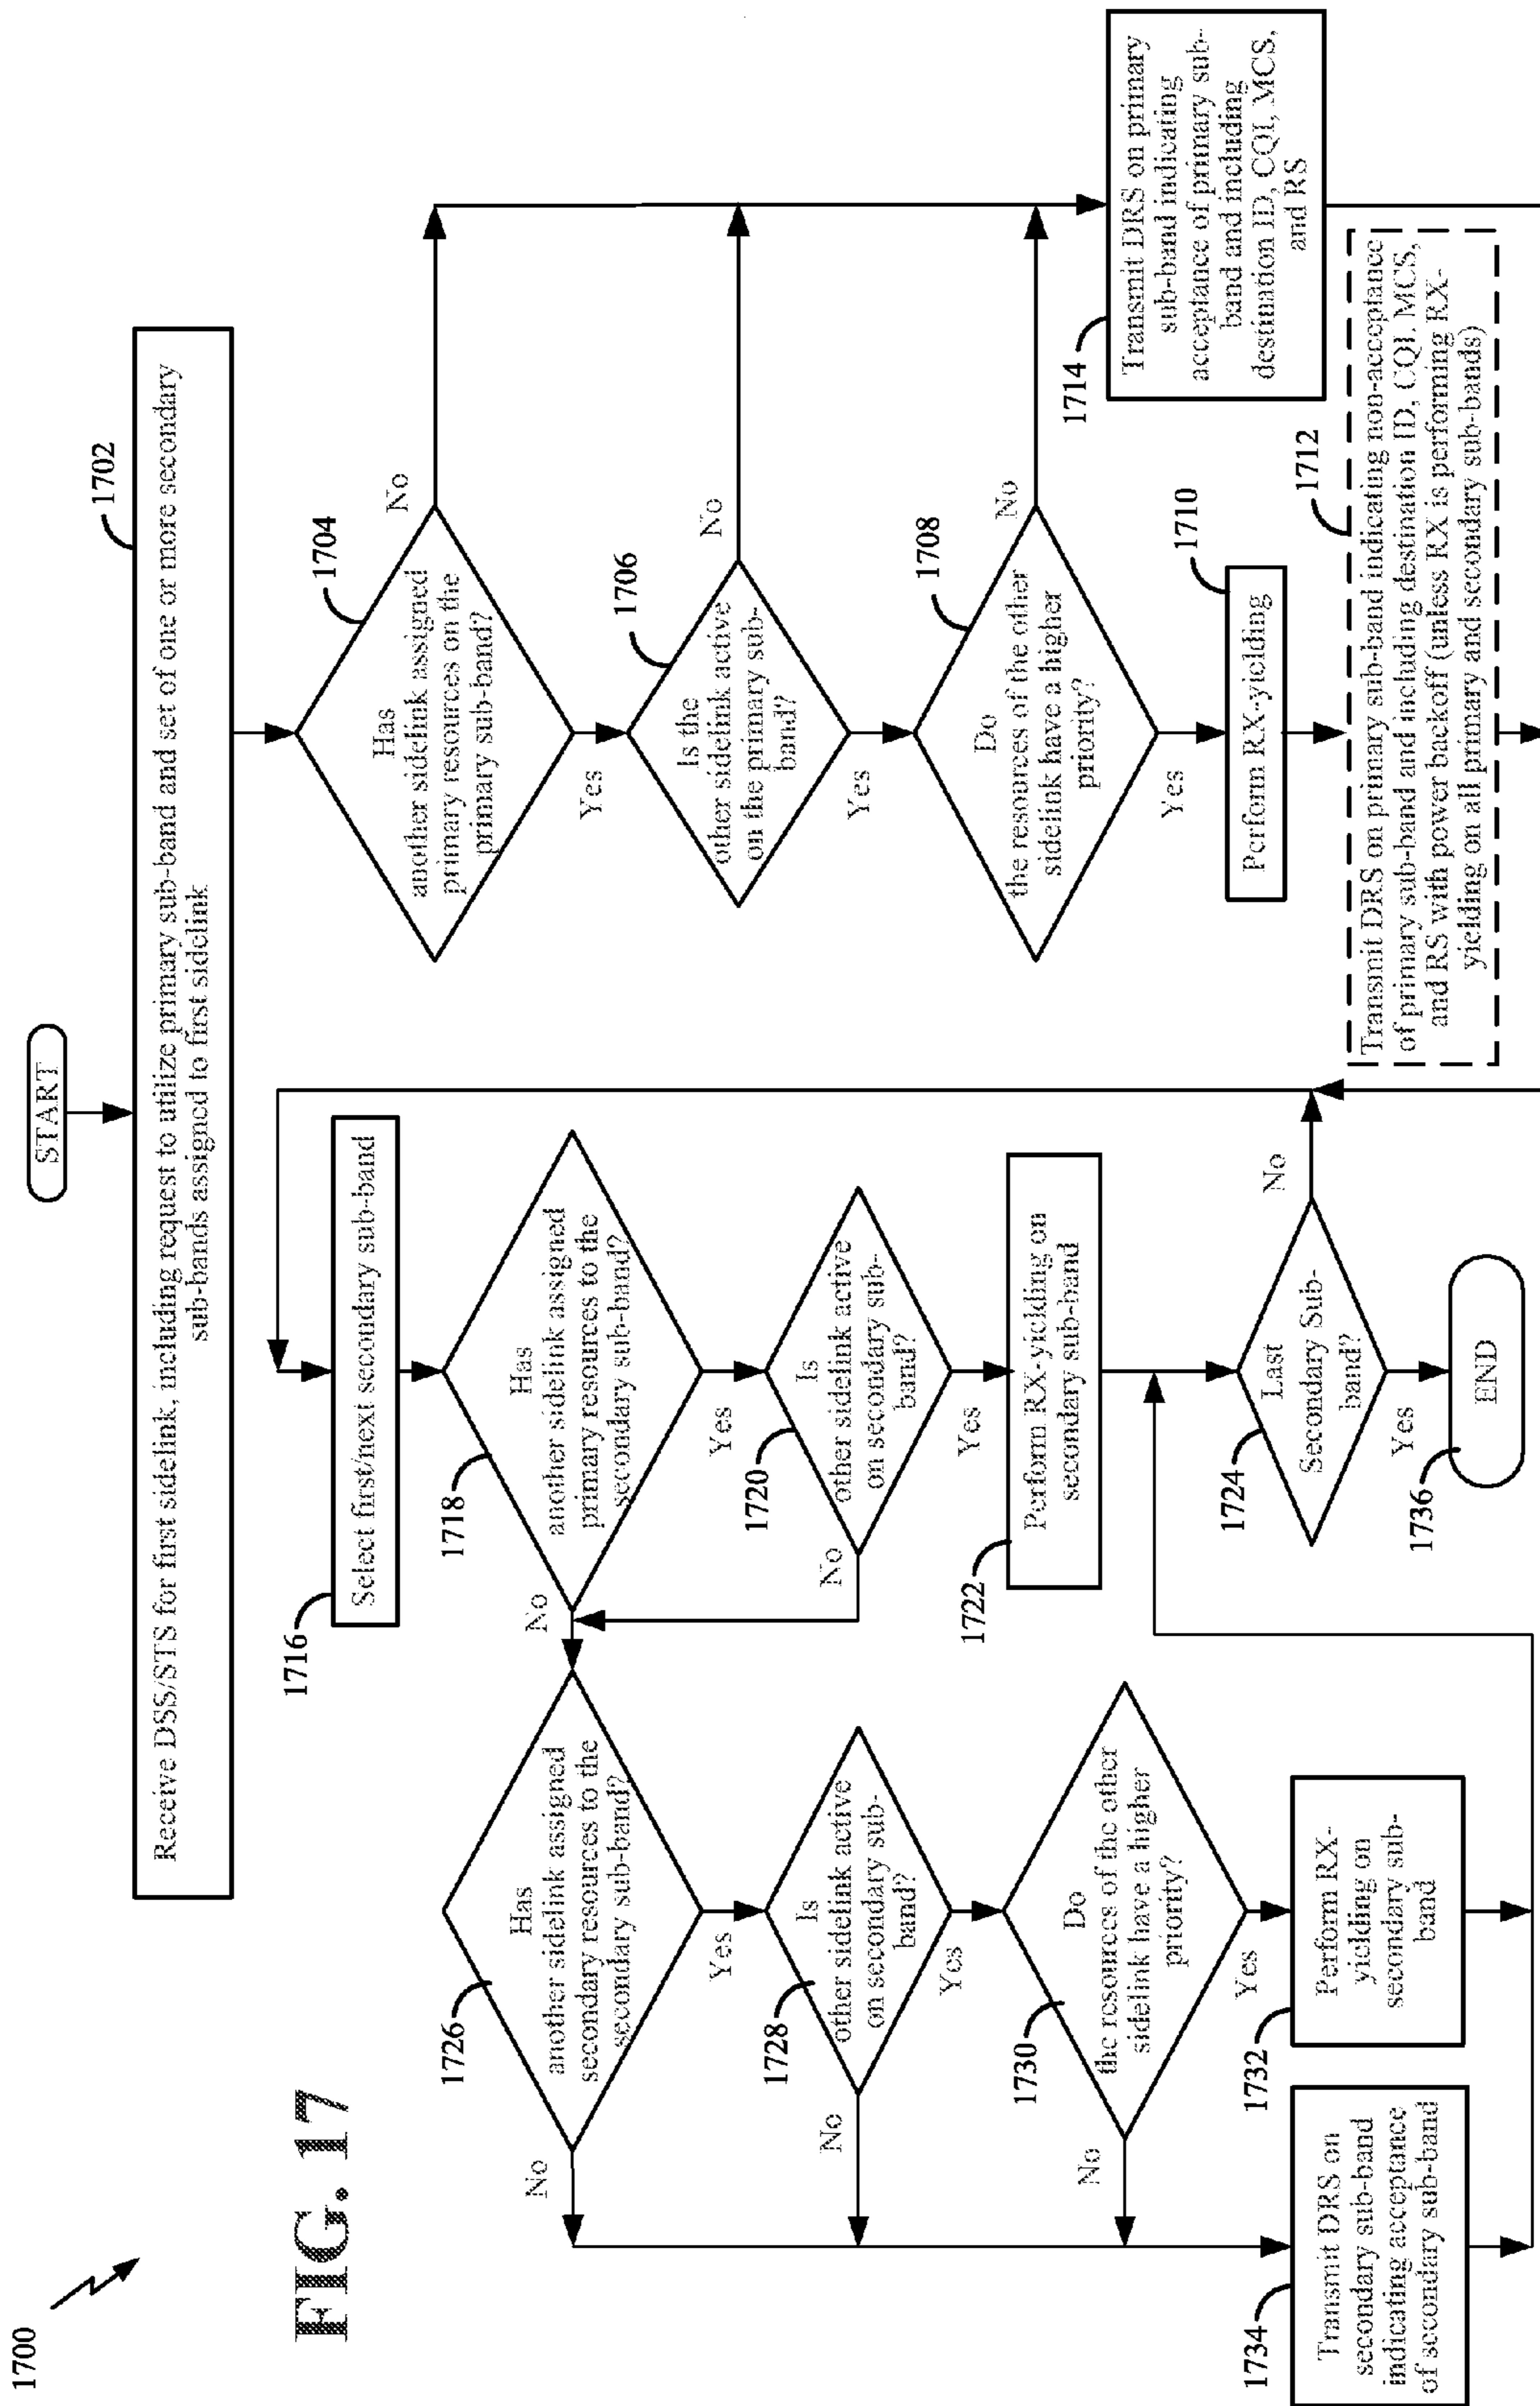 1700
FIG. 17
START
1702
Receive DSS/STS for first sidelink, including request to utilize primary sub-band and set of one or more secondary
sub-bands assigned to first sidelink
1704
Has
another sidelink assigned
primary resources on the
primary sub-band?
No
Yes
1706
Is the
other sidelink active
on the primary sub-
band?
No
Yes
1708
Do
the resources of the other
sidelink have a higher
priority?
No
Yes
1710
Perform RX-yielding
1712
Transmit DRS on primary sub-band indicating non-acceptance
of primary sub-band and including destination ID, CQI, MCS,
and RS with power backoff (unless RX is performing RX-
yielding on all primary and secondary sub-bands)
1714
Transmit DRS on primary
sub-band indicating
acceptance of primary sub-
band and including
destination ID, CQI, MCS,
and RS
1716
Select first/next secondary sub-band
1718
Has
another sidelink assigned
primary resources to the
secondary sub-band?
No
Yes
1720
Is
other sidelink active
on secondary sub-
band?
No
Yes
1722
Perform RX-yielding on
secondary sub-band
1724
Last
Secondary Sub-
band?
No
Yes
1736
END
1726
Has
another sidelink assigned
secondary resources to the
secondary sub-band?
No
Yes
1728
Is
other sidelink active
on secondary sub-
band?
No
Yes
1730
Do
the resources of the other
sidelink have a higher
priority?
No
Yes
1732
Perform RX-
yielding on
secondary sub-
band
1734
Transmit DRS on
secondary sub-band
indicating acceptance
of secondary sub-band